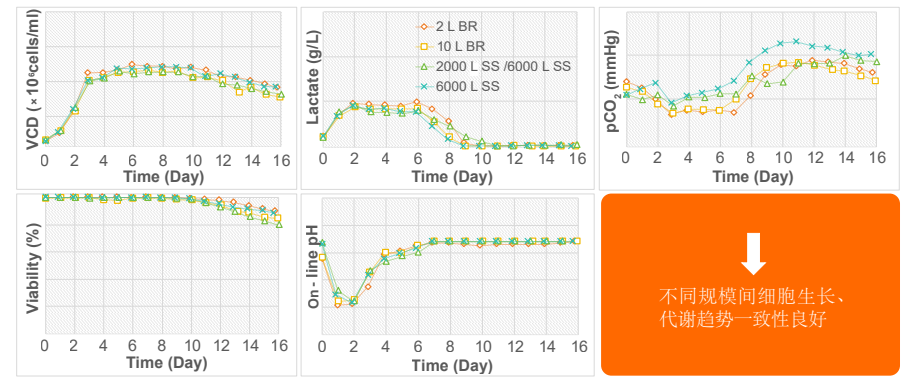 VCD (×10⁶cells/ml)
0 2 4 6 8 10 12 14 16
Time (Day)
Lactate (g/L)
2 L BR
10 L BR
2000 L SS /6000 L SS
6000 L SS
0 2 4 6 8 10 12 14 16
Time (Day)
pCO₂ (mmHg)
0 2 4 6 8 10 12 14 16
Time (Day)
Viability (%)
0 2 4 6 8 10 12 14 16
Time (Day)
On - line pH
0 2 4 6 8 10 12 14 16
Time (Day)
不同规模间细胞生长、
代谢趋势一致性良好